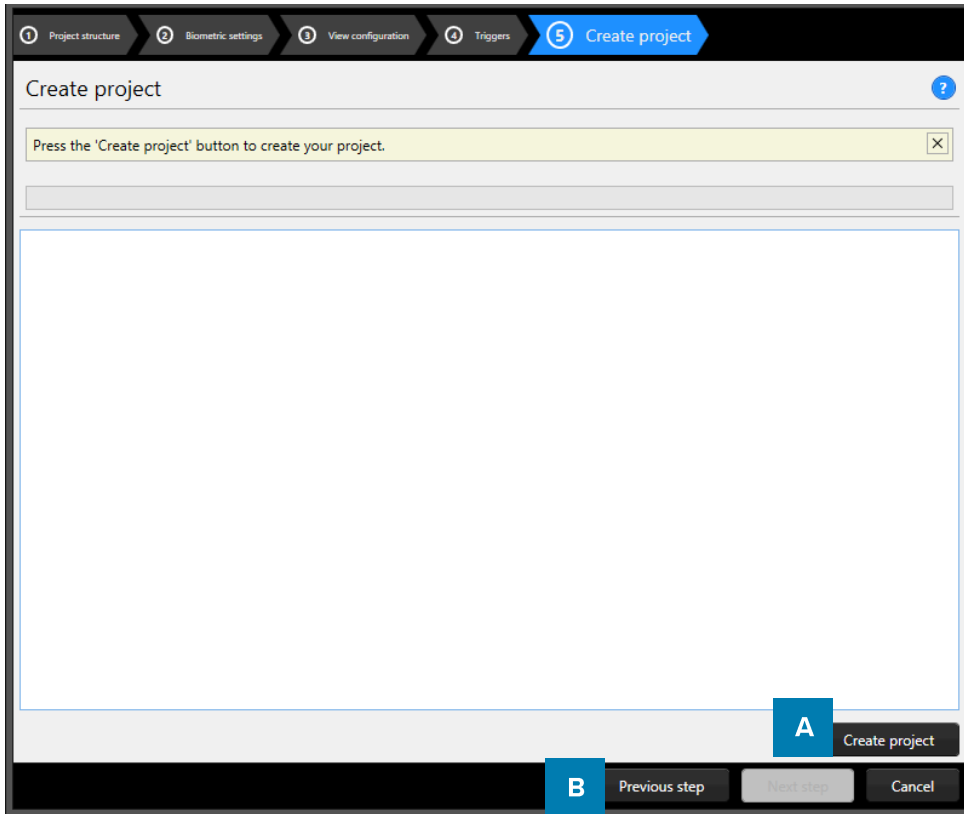 1 Project structure 2 Biometric settings 3 View configuration 4 Triggers 5 Create project
Create project ?
Press the 'Create project' button to create your project.
A Create project
B Previous step Next step Cancel